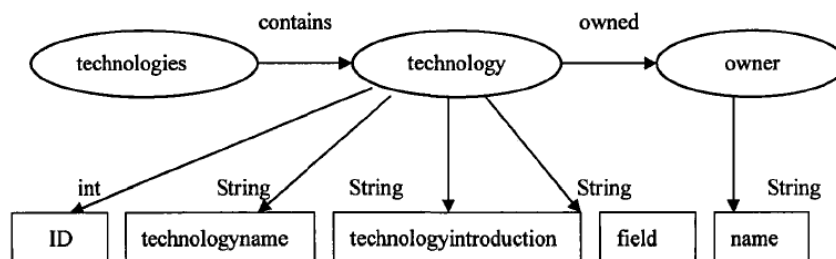 contains owned
technologies technology owner
int String String String String
ID technologyname technologyintroduction field name